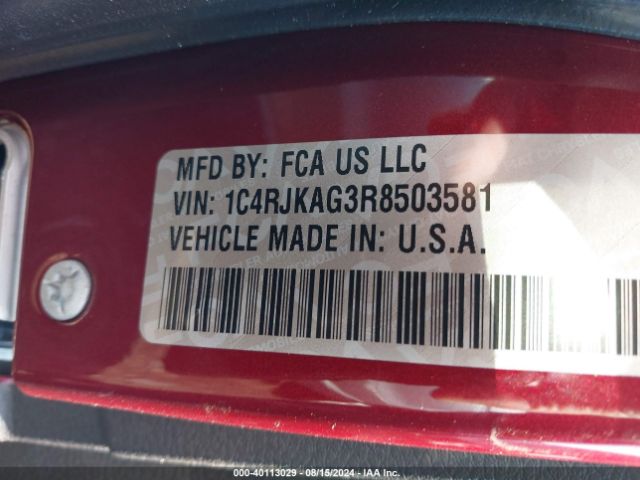 MFD BY: FCA US LLC
VIN: 1C4RJKAG3R8503581
VEHICLE MADE IN: U.S.A.
000-40113029 - 08/15/2024 - IAA Inc.